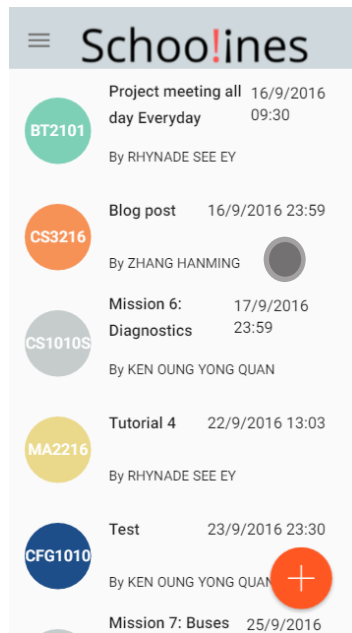 Schoo!ines
BT2101
Project meeting all 16/9/2016
day Everyday 09:30
By RHYNADE SEE EY
CS3216
Blog post 16/9/2016 23:59
By ZHANG HANMING
CS1010S
Mission 6: 17/9/2016
Diagnostics 23:59
By KEN OUNG YONG QUAN
MA2216
Tutorial 4 22/9/2016 13:03
By RHYNADE SEE EY
CFG1010
Test 23/9/2016 23:30
By KEN OUNG YONG QUAN
Mission 7: Buses 25/9/2016